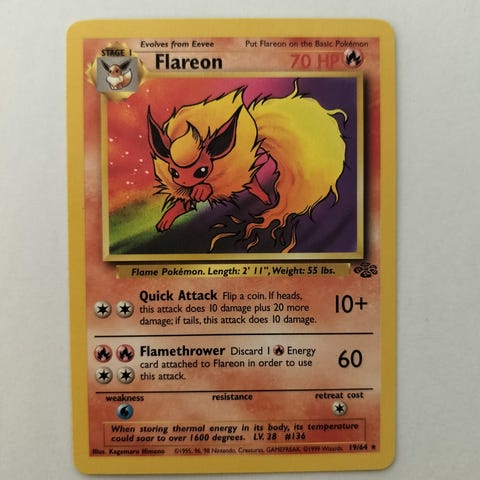 Evolves from Eevee Put Flareon on the Basic Pokémon
STAGE 1 Flareon 70 HP
Flame Pokémon. Length: 2' 11", Weight: 55 lbs.
Quick Attack Flip a coin. If heads,
this attack does 10 damage plus 20 more
damage; if tails, this attack does 10 damage.
10+
Flamethrower Discard 1 Energy
card attached to Flareon in order to use
this attack.
60
weakness resistance retreat cost
When storing thermal energy in its body, its temperature
could soar to over 1600 degrees. LV. 28 #136
Illus. Kagemaru Himeno ©1995, 96, 98 Nintendo, Creatures, GAMEFREAK. ©1999 Wizards. 19/64 ★